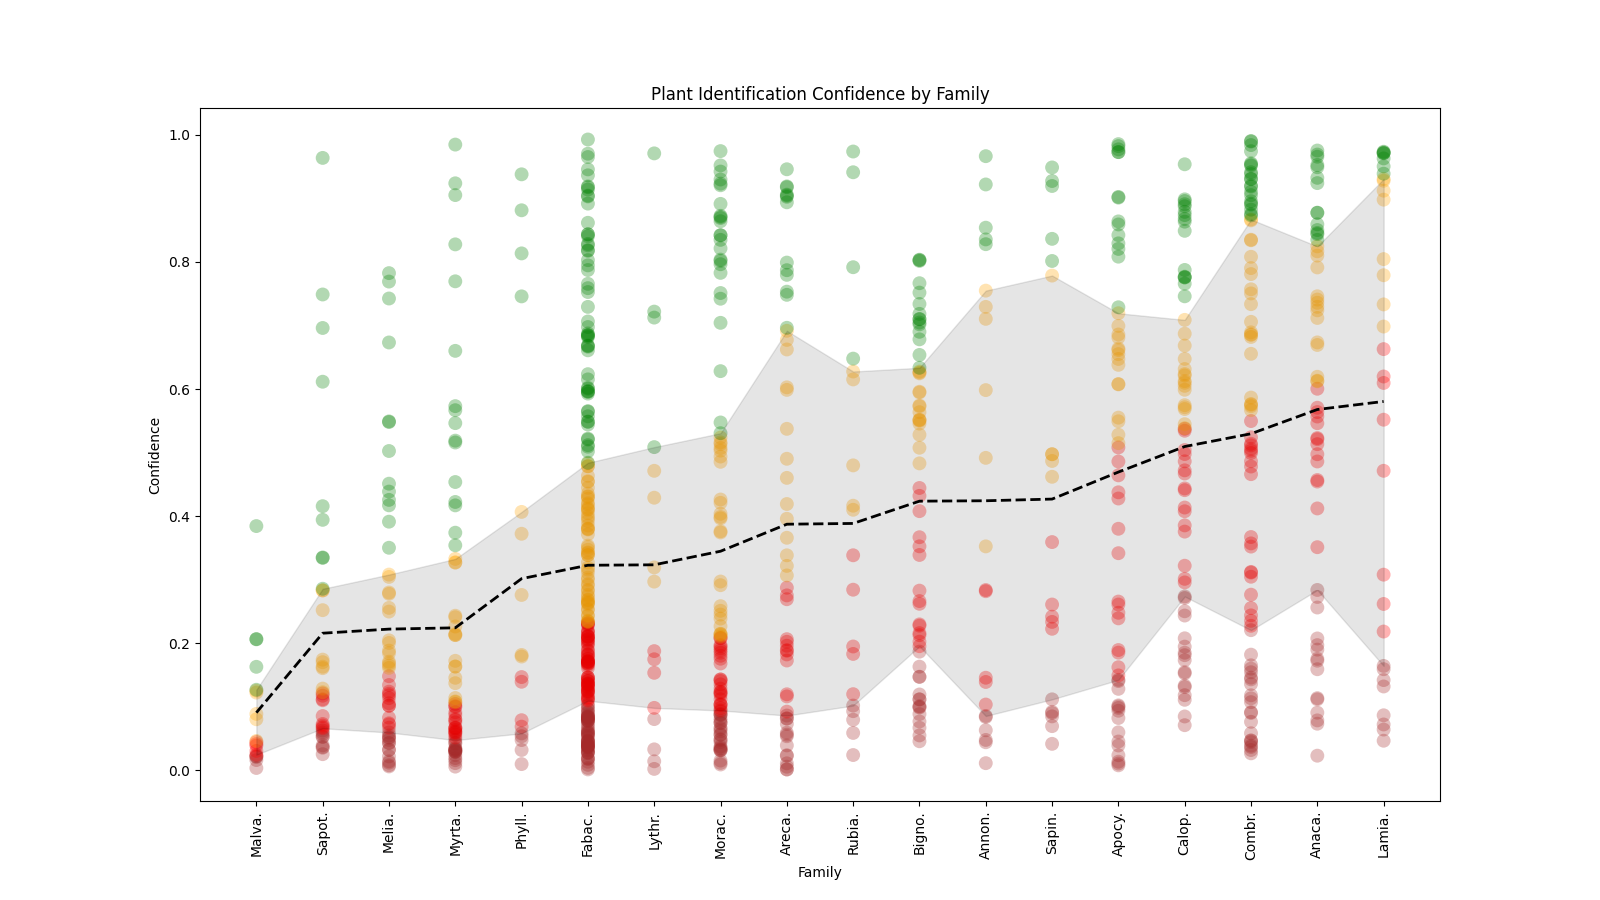 Plant Identification Confidence by Family
1.0
0.8
0.6
0.4
0.2
0.0
Confidence
Malva.
Sapot.
Melia.
Myrta.
Phyll.
Fabac.
Lythr.
Morac.
Areca.
Rubia.
Bigno.
Annon.
Sapin.
Apocy.
Calop.
Combr.
Anaca.
Lamia.
Family